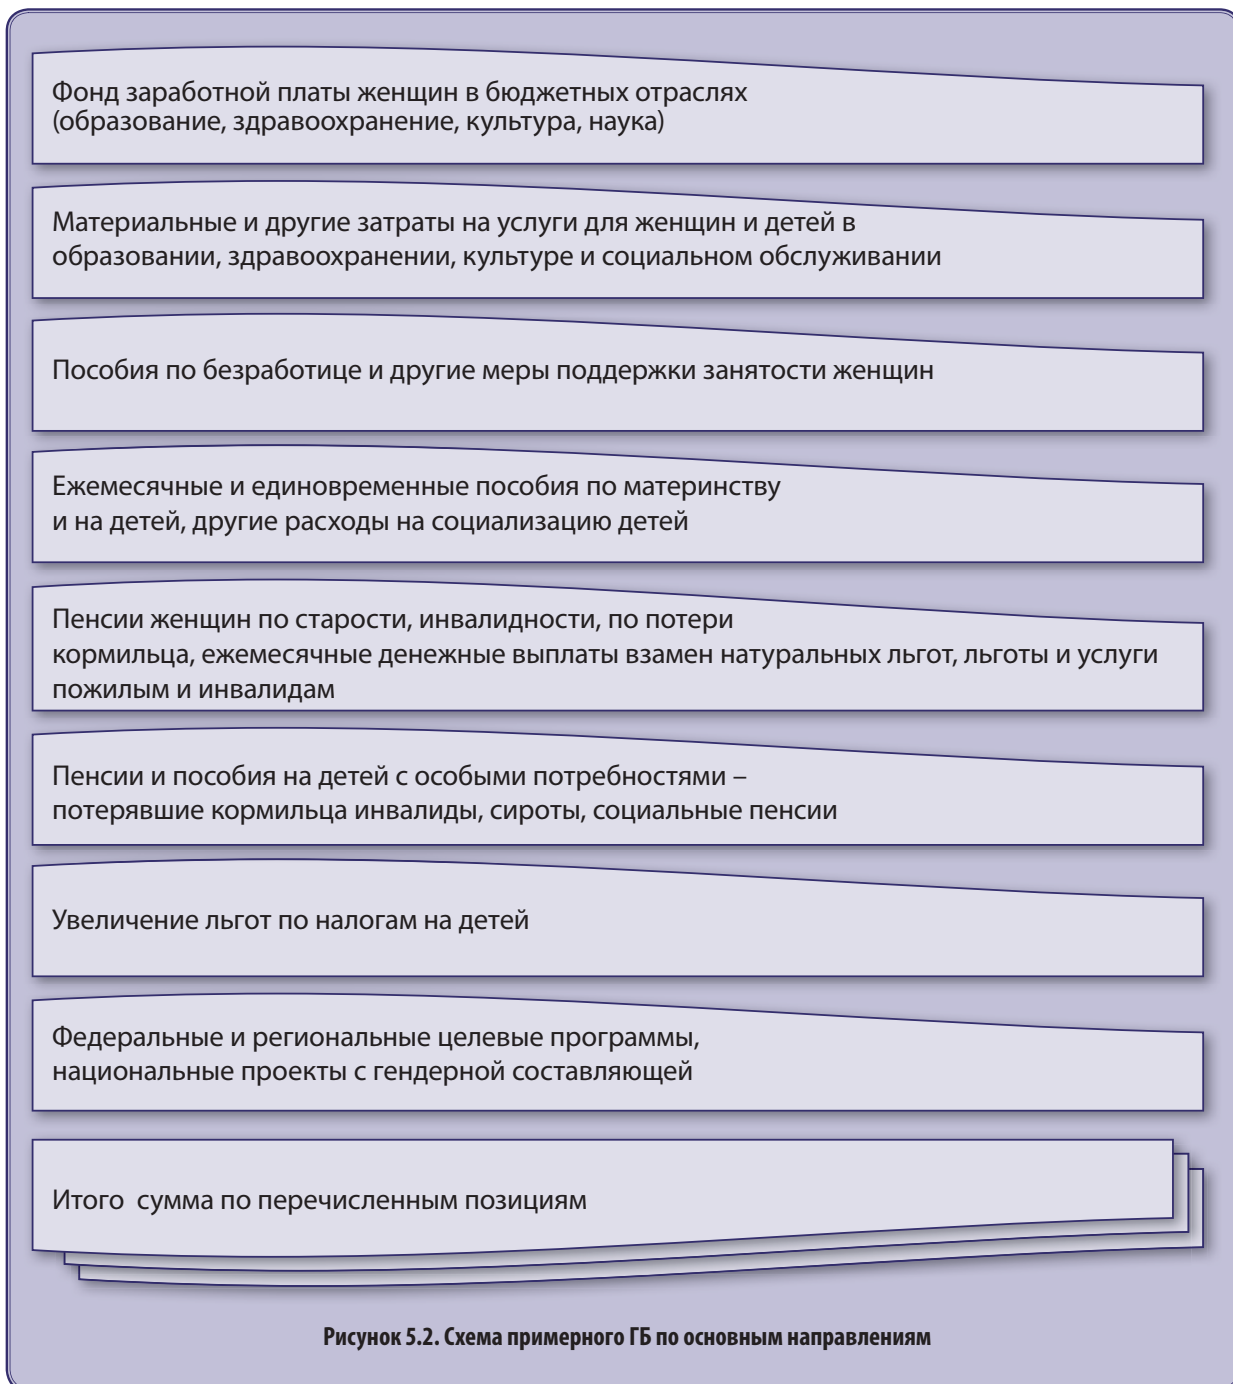 Фонд заработной платы женщин в бюджетных отраслях
(образование, здравоохранение, культура, наука)
Материальные и другие затраты на услуги для женщин и детей в
образовании, здравоохранении, культуре и социальном обслуживании
Пособия по безработице и другие меры поддержки занятости женщин
Ежемесячные и единовременные пособия по материнству
и на детей, другие расходы на социализацию детей
Пенсии женщин по старости, инвалидности, по потери
кормильца, ежемесячные денежные выплаты взамен натуральных льгот, льготы и услуги
пожилым и инвалидам
Пенсии и пособия на детей с особыми потребностями –
потерявшие кормильца инвалиды, сироты, социальные пенсии
Увеличение льгот по налогам на детей
Федеральные и региональные целевые программы,
национальные проекты с гендерной составляющей
Итого сумма по перечисленным позициям
Рисунок 5.2. Схема примерного ГБ по основным направлениям